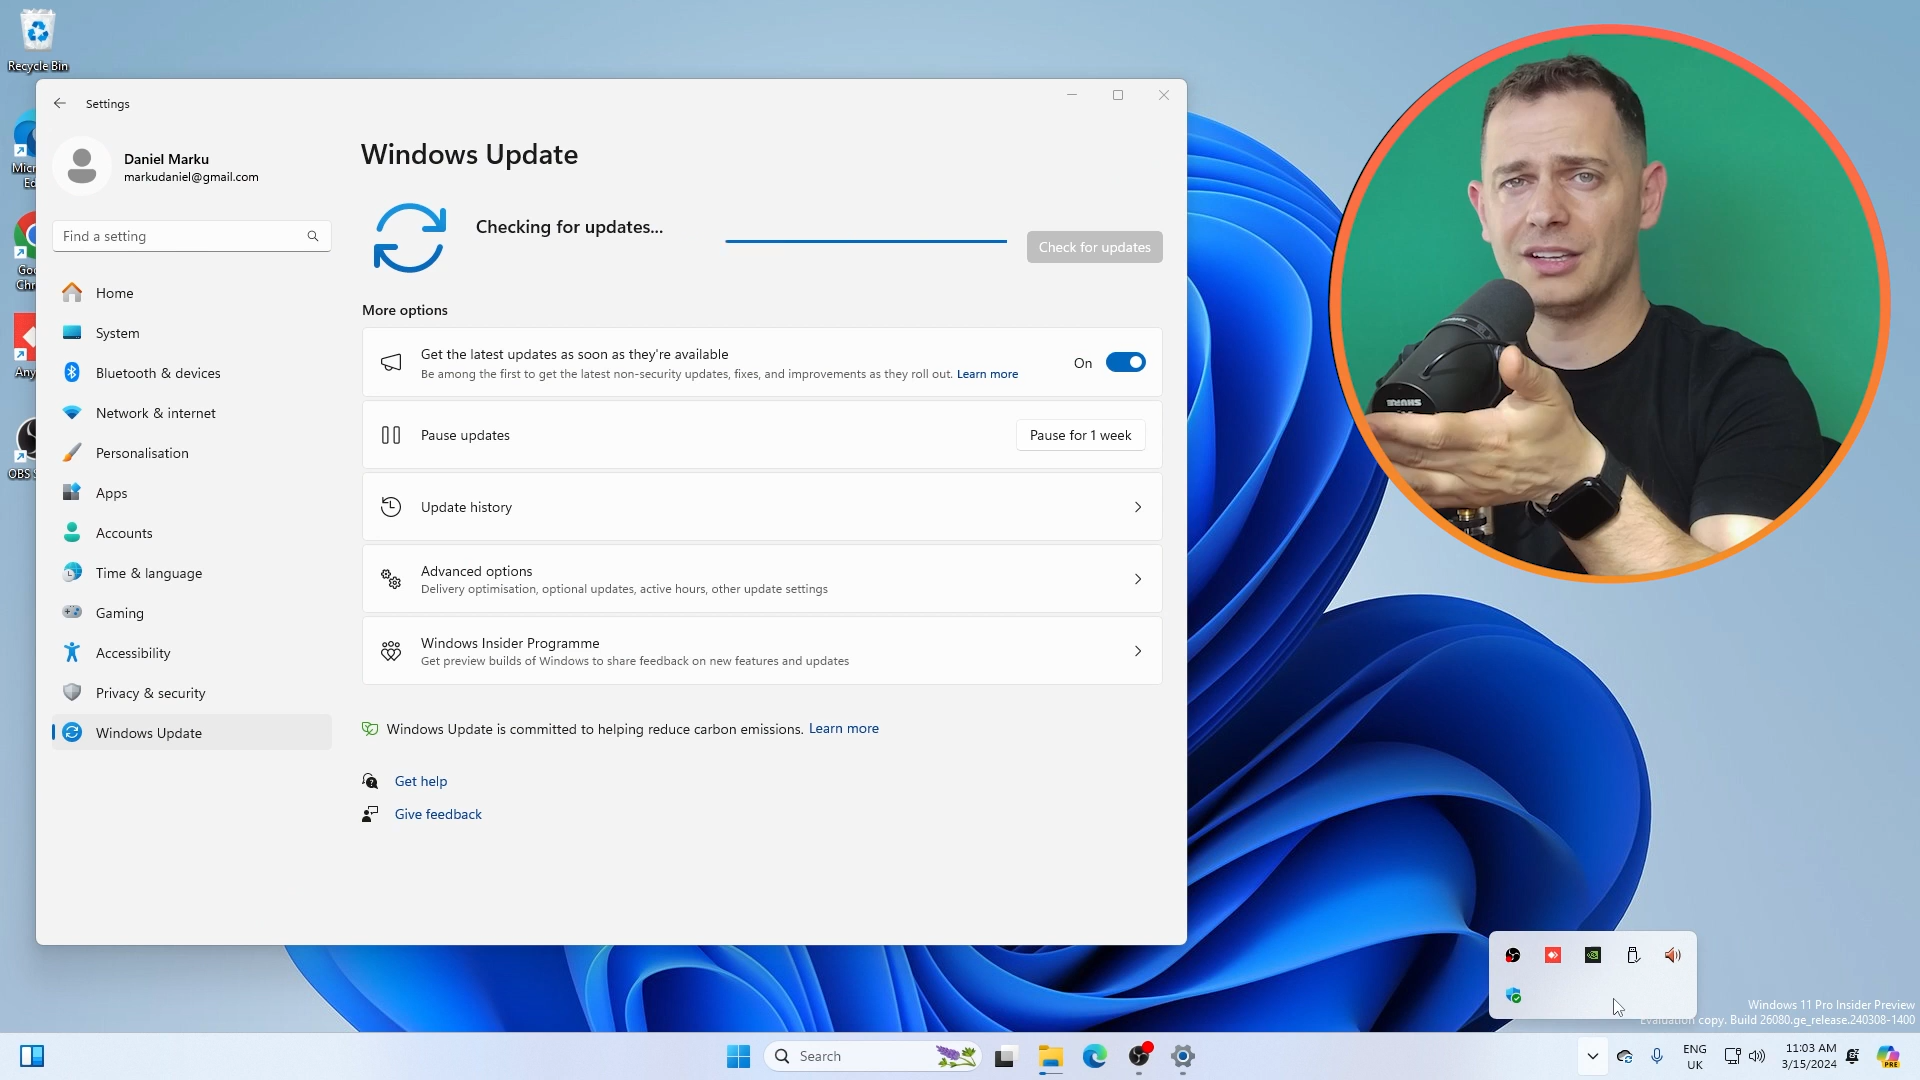 Recycle Bin
Settings
Daniel Marku
markudaniel@gmail.com
Find a setting
Home
System
Bluetooth & devices
Network & internet
Personalisation
Apps
Accounts
Time & language
Gaming
Accessibility
Privacy & security
Windows Update
Windows Update
Checking for updates...
Check for updates
More options
Get the latest updates as soon as they're available
Be among the first to get the latest non-security updates, fixes, and improvements as they roll out. Learn more
On
Pause updates
Pause for 1 week
Update history
Advanced options
Delivery optimisation, optional updates, active hours, other update settings
Windows Insider Programme
Get preview builds of Windows to share feedback on new features and updates
Windows Update is committed to helping reduce carbon emissions. Learn more
Get help
Give feedback
SHURE
Windows 11 Pro Insider Preview
Evaluation copy. Build 26080.ge_release.240308-1400
Search
ENG
UK
11:03 AM
3/15/2024
PRE